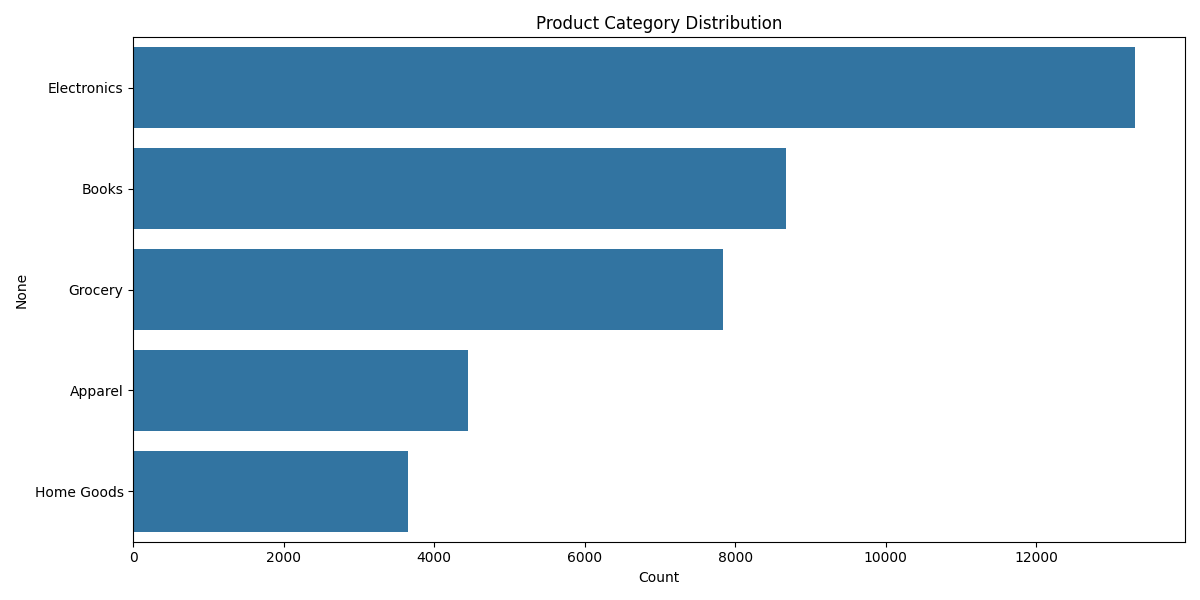 Product Category Distribution
None
Electronics
Books
Grocery
Apparel
Home Goods
0 2000 4000 6000 8000 10000 12000
Count